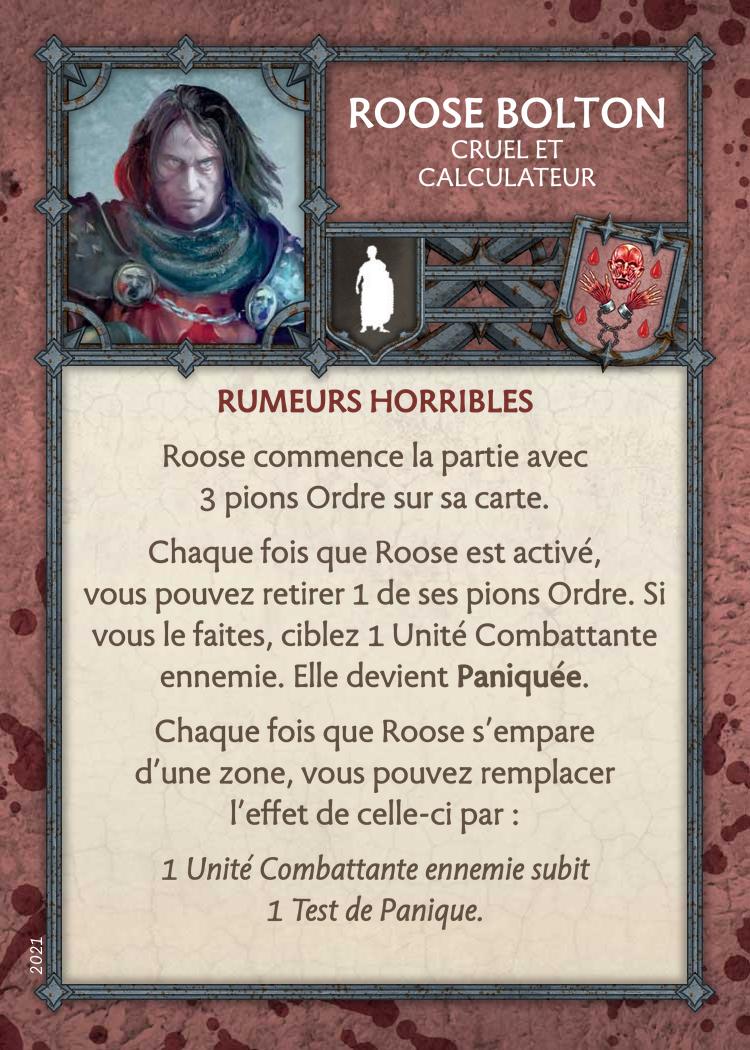 ROOSE BOLTON
CRUEL ET
CALCULATEUR
RUMEURS HORRIBLES
Roose commence la partie avec
3 pions Ordre sur sa carte.
Chaque fois que Roose est activé,
vous pouvez retirer 1 de ses pions Ordre. Si
vous le faites, ciblez 1 Unité Combattante
ennemie. Elle devient Paniquée.
Chaque fois que Roose s’empare
d’une zone, vous pouvez remplacer
l’effet de celle-ci par :
1 Unité Combattante ennemie subit
1 Test de Panique.
2021